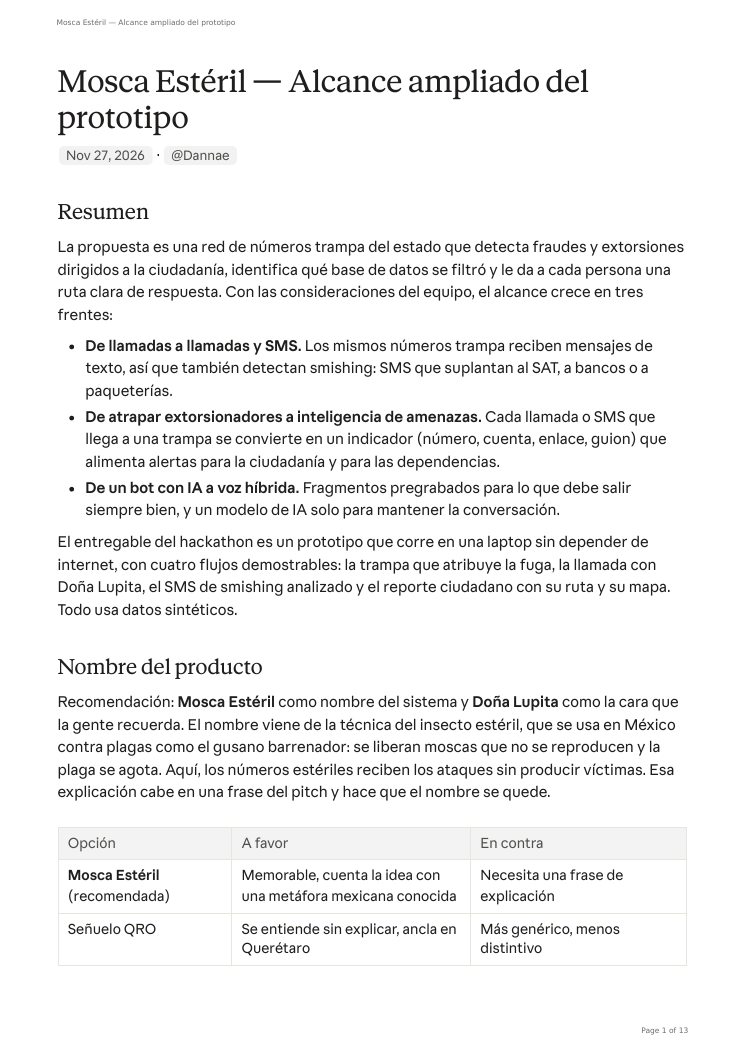 Mosca Estéril — Alcance ampliado del prototipo
Mosca Estéril — Alcance ampliado del
prototipo
Nov 27, 2026 · @Dannae
Resumen
La propuesta es una red de números trampa del estado que detecta fraudes y extorsiones
dirigidos a la ciudadanía, identifica qué base de datos se filtró y le da a cada persona una
ruta clara de respuesta. Con las consideraciones del equipo, el alcance crece en tres
frentes:
• De llamadas a llamadas y SMS. Los mismos números trampa reciben mensajes de
texto, así que también detectan smishing: SMS que suplantan al SAT, a bancos o a
paqueterías.
• De atrapar extorsionadores a inteligencia de amenazas. Cada llamada o SMS que
llega a una trampa se convierte en un indicador (número, cuenta, enlace, guion) que
alimenta alertas para la ciudadanía y para las dependencias.
• De un bot con IA a voz híbrida. Fragmentos pregrabados para lo que debe salir
siempre bien, y un modelo de IA solo para mantener la conversación.
El entregable del hackathon es un prototipo que corre en una laptop sin depender de
internet, con cuatro flujos demostrables: la trampa que atribuye la fuga, la llamada con
Doña Lupita, el SMS de smishing analizado y el reporte ciudadano con su ruta y su mapa.
Todo usa datos sintéticos.
Nombre del producto
Recomendación: Mosca Estéril como nombre del sistema y Doña Lupita como la cara que
la gente recuerda. El nombre viene de la técnica del insecto estéril, que se usa en México
contra plagas como el gusano barrenador: se liberan moscas que no se reproducen y la
plaga se agota. Aquí, los números estériles reciben los ataques sin producir víctimas. Esa
explicación cabe en una frase del pitch y hace que el nombre se quede.
Opción A favor En contra
Mosca Estéril Memorable, cuenta la idea con Necesita una frase de
(recomendada) una metáfora mexicana conocida explicación
Señuelo QRO Se entiende sin explicar, ancla en Más genérico, menos
Querétaro distintivo
Page 1 of 13